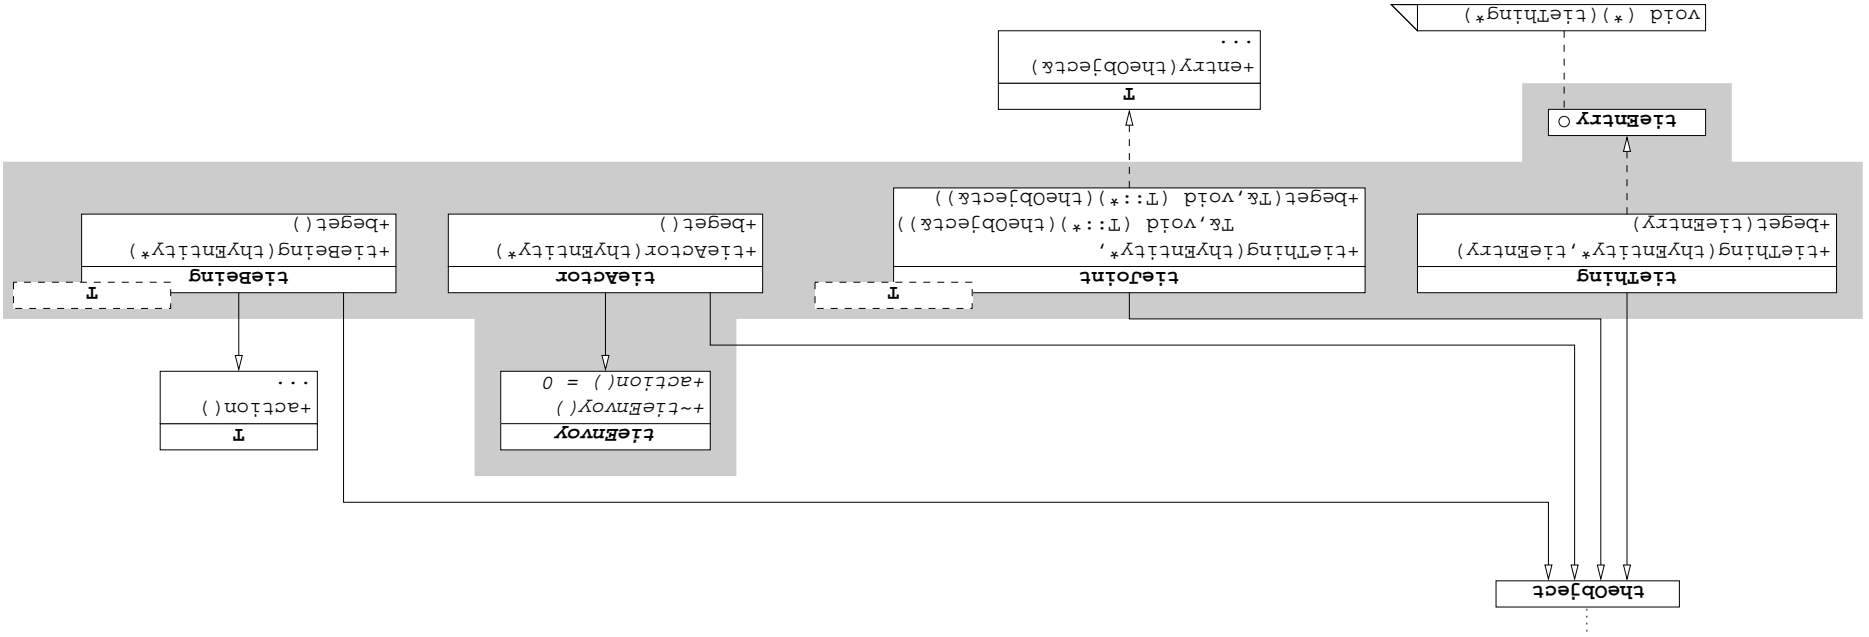 theObject
tieEnvoy
+~tieEnvoy()
+action() = 0
T
+action()
...
tieThing
+tieThing(thyEntity*,tieEntry)
+beget(tieEntry)
T
tieJoint
+tieThing(thyEntity*,
T&,void (T::*)(theObject&))
+beget(T&,void (T::*)(theObject&))
tieActor
+tieActor(thyEntity*)
+beget()
T
tieBeing
+tieBeing(thyEntity*)
+beget()
tieEntry
T
+entry(theObject&)
...
void (*)(tieThing*)